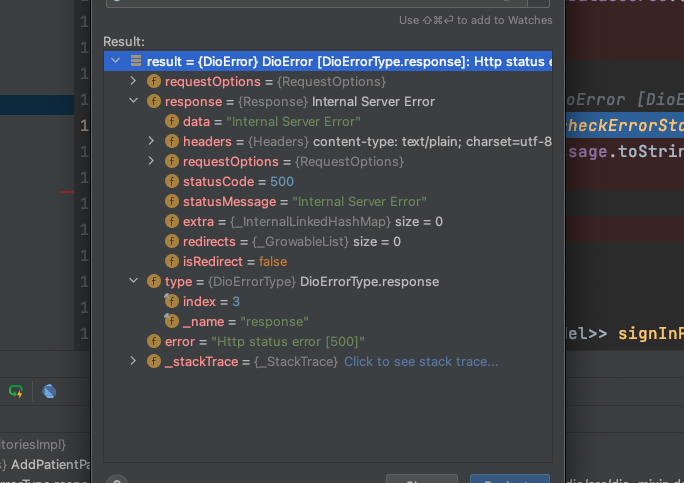 Use ⇧⌘⏎ to add to Watches
Result:
result = {DioError} DioError [DioErrorType.response]: Http status e
requestOptions = {RequestOptions}
response = {Response} Internal Server Error
data = "Internal Server Error"
headers = {Headers} content-type: text/plain; charset=utf-8
requestOptions = {RequestOptions}
statusCode = 500
statusMessage = "Internal Server Error"
extra = {_InternalLinkedHashMap} size = 0
redirects = {_GrowableList} size = 0
isRedirect = false
type = {DioErrorType} DioErrorType.response
index = 3
_name = "response"
error = "Http status error [500]"
_stackTrace = {_StackTrace} Click to see stack trace...
oError [DioE
heckErrorSta
sage.toStrin
del>> signInR
toriesImpl}
} AddPatientPa